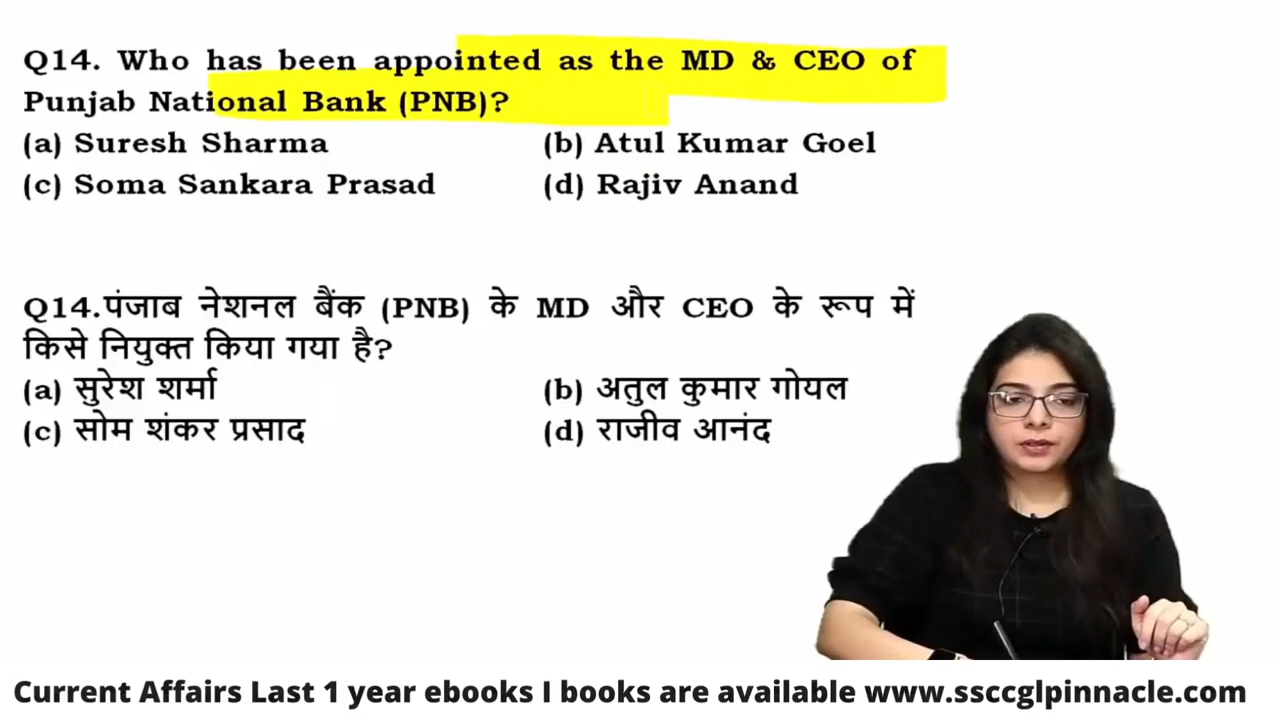 Q14. Who has been appointed as the MD & CEO of
Punjab National Bank (PNB)?
(a) Suresh Sharma (b) Atul Kumar Goel
(c) Soma Sankara Prasad (d) Rajiv Anand
Q14.पंजाब नेशनल बैंक (PNB) के MD और CEO के रूप में
किसे नियुक्त किया गया है?
(a) सुरेश शर्मा (b) अतुल कुमार गोयल
(c) सोम शंकर प्रसाद (d) राजीव आनंद
Current Affairs Last 1 year ebooks I books are available www.ssccglpinnacle.com